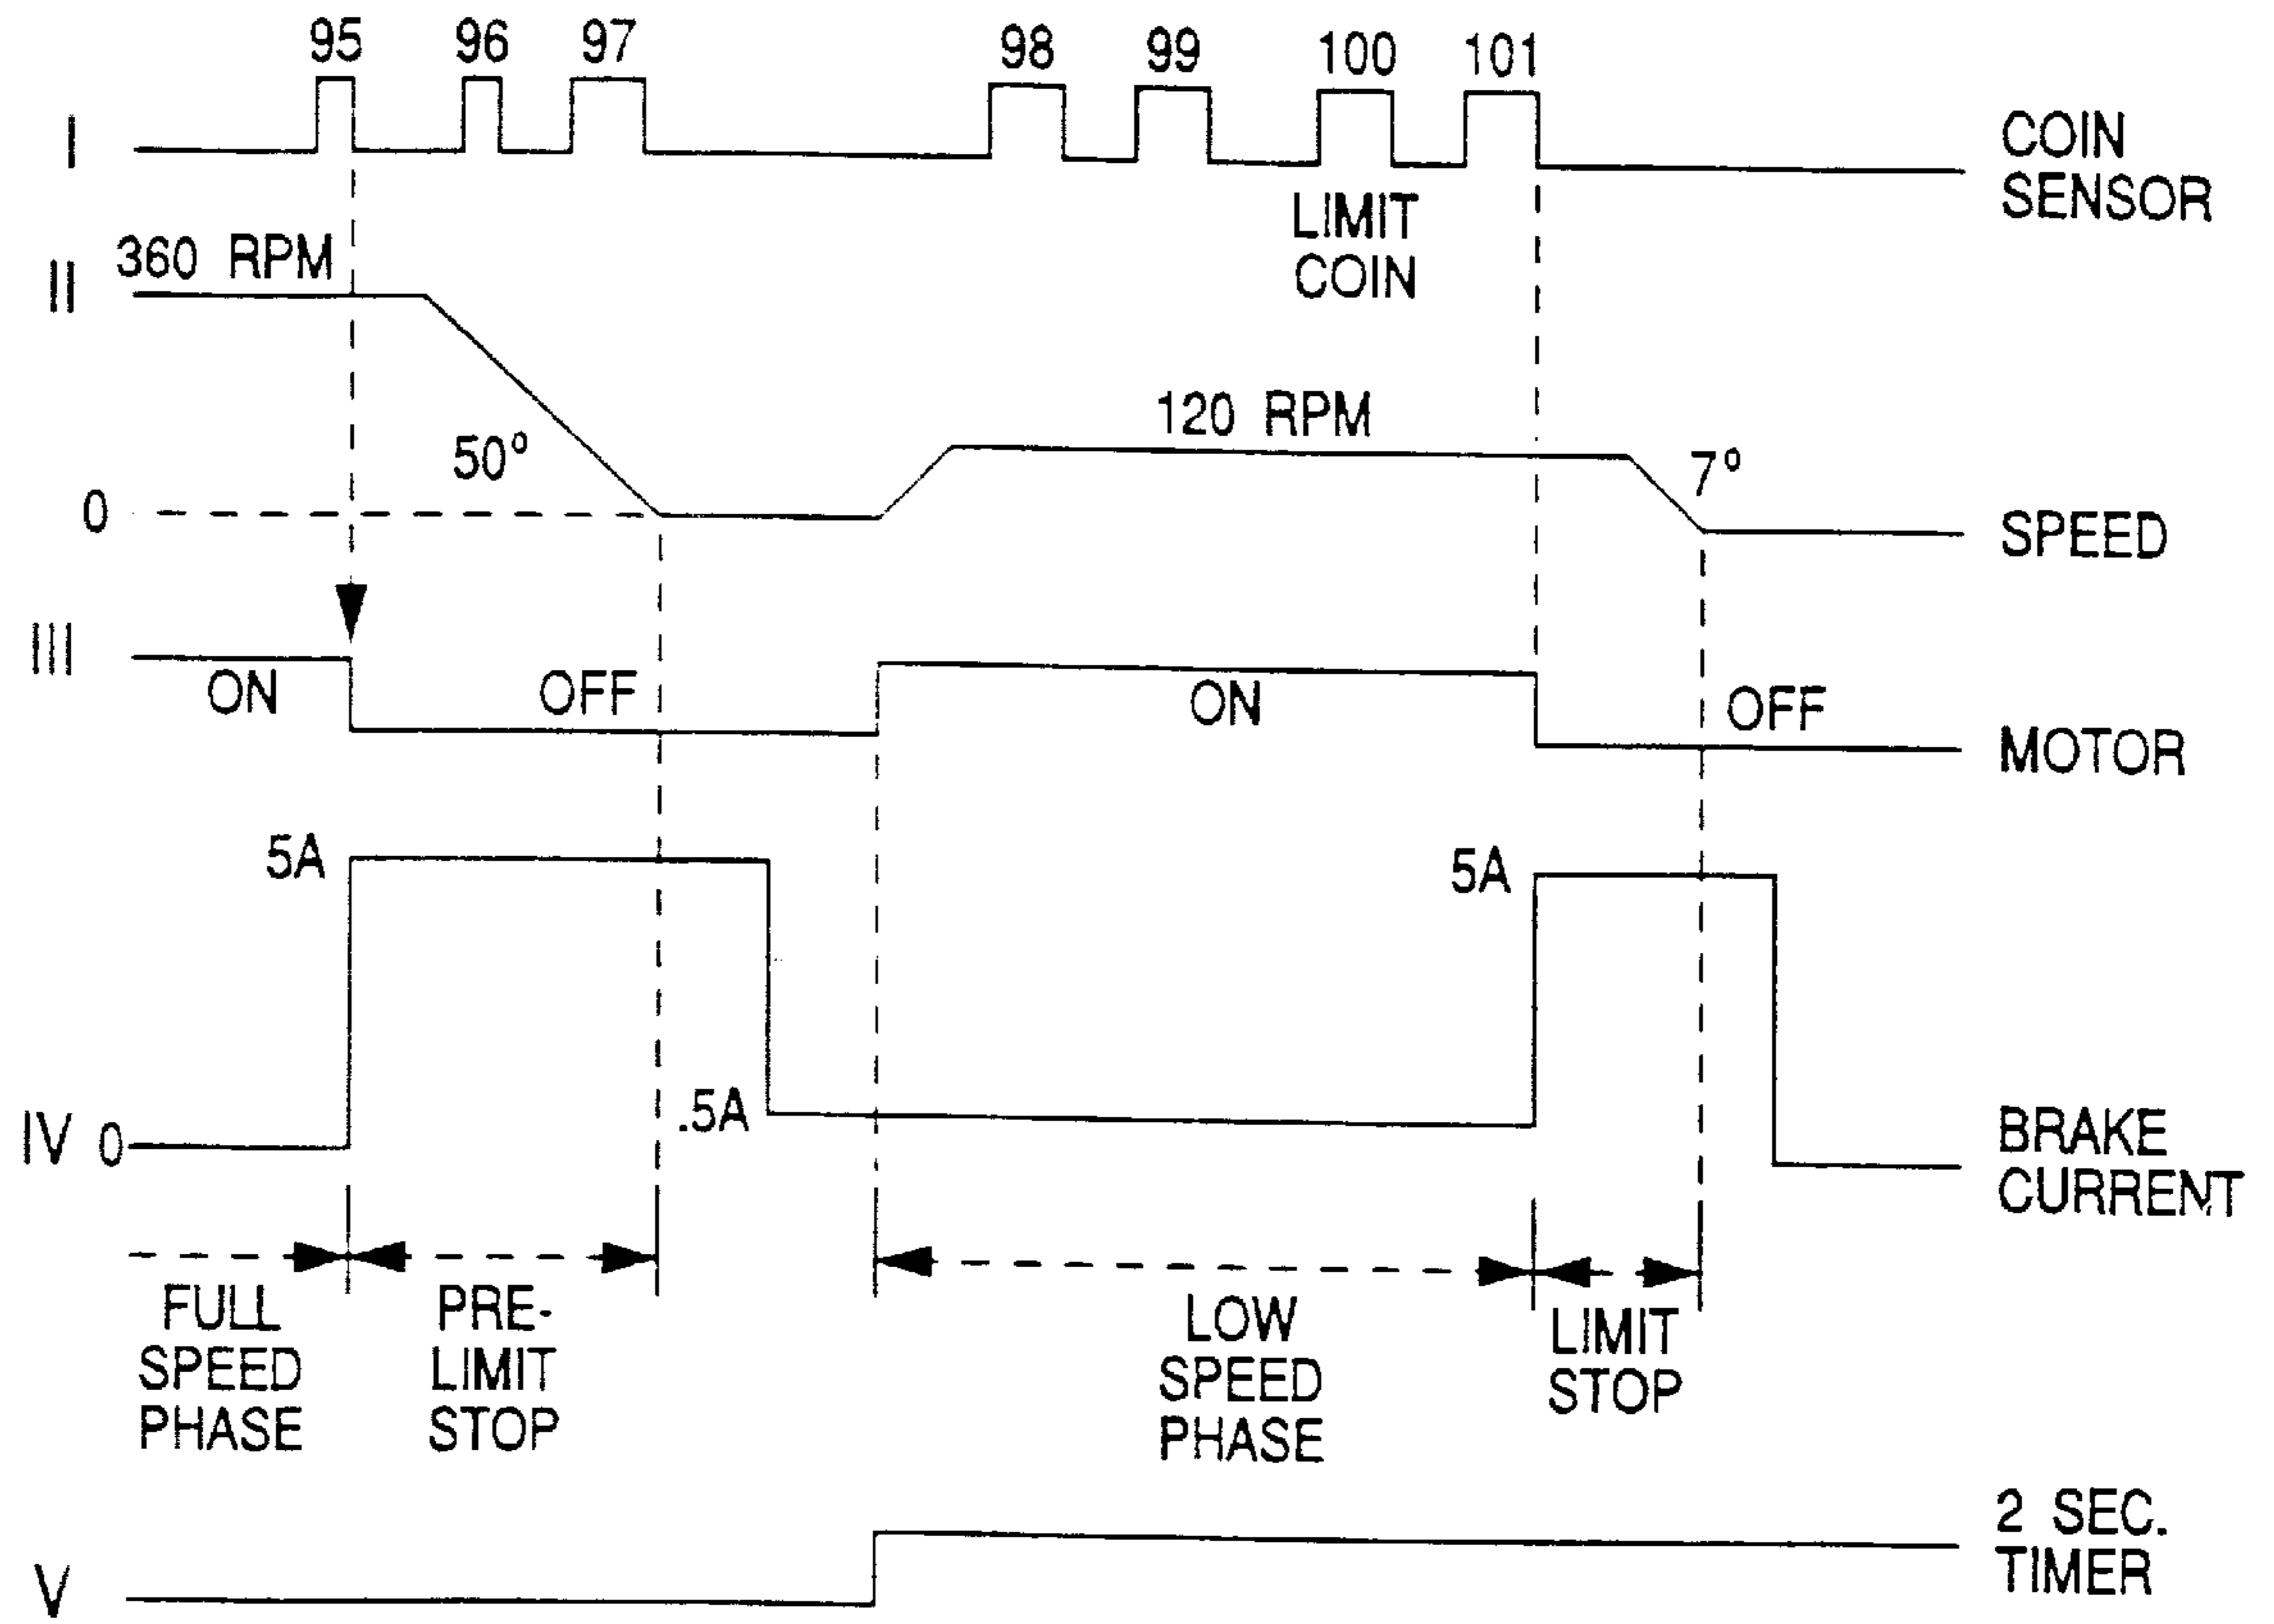 95 96 97 98 99 100 101
I
COIN
SENSOR
LIMIT
COIN
360 RPM
II
120 RPM
50°
7°
0
SPEED
III
ON OFF ON OFF
MOTOR
5A 5A
.5A
IV 0
BRAKE
CURRENT
FULL
SPEED
PHASE
PRE-
LIMIT
STOP
LOW
SPEED
PHASE
LIMIT
STOP
2 SEC.
TIMER
V